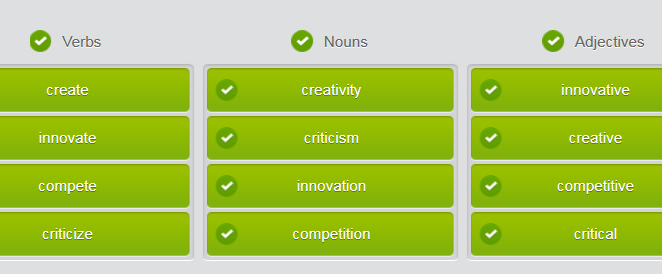 Verbs Nouns Adjectives
create creativity innovative
innovate criticism creative
compete innovation competitive
criticize competition critical